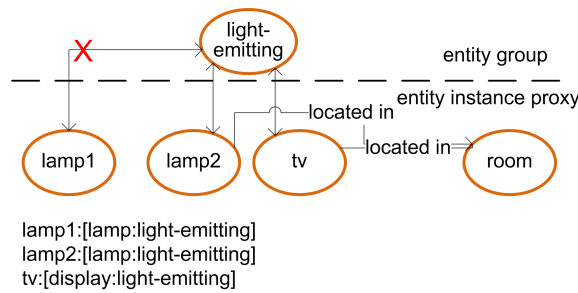 light-
emitting
entity group
entity instance proxy
located in
located in
lamp1
lamp2
tv
room
lamp1:[lamp:light-emitting]
lamp2:[lamp:light-emitting]
tv:[display:light-emitting]